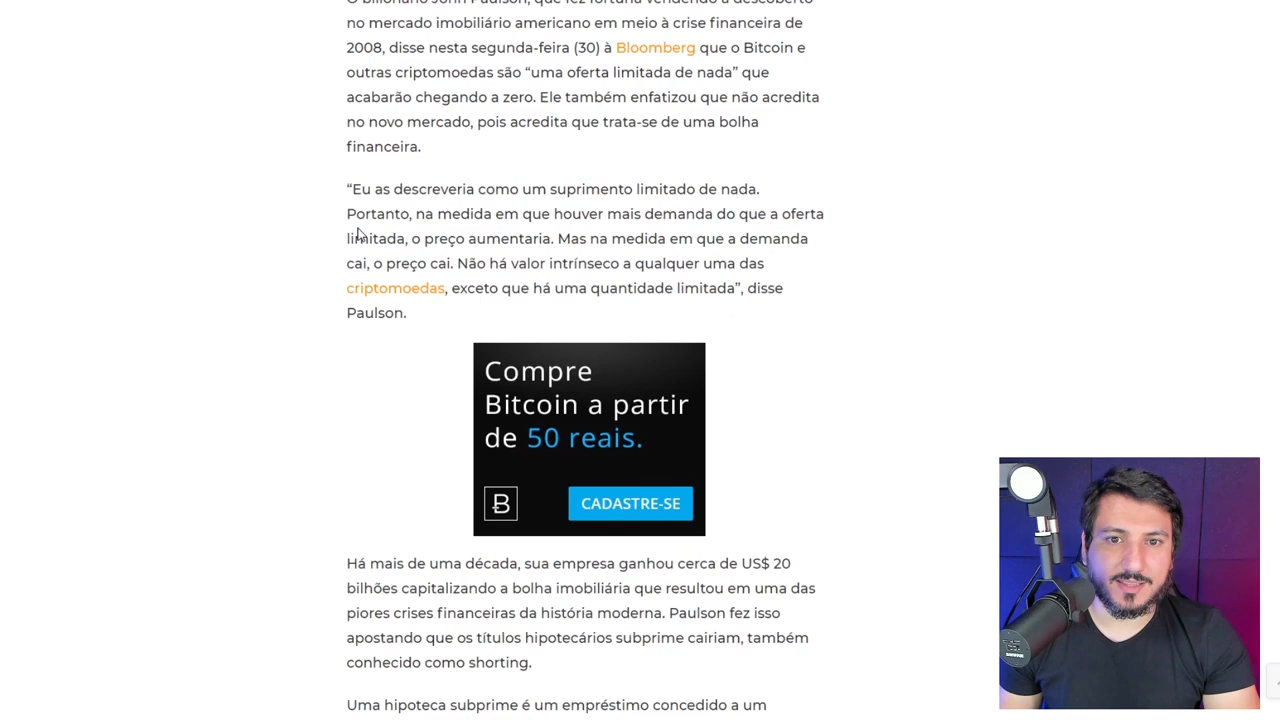 O bilionário John Paulson, que fez fortuna vendendo a descoberto
no mercado imobiliário americano em meio à crise financeira de
2008, disse nesta segunda-feira (30) à Bloomberg que o Bitcoin e
outras criptomoedas são “uma oferta limitada de nada” que
acabarão chegando a zero. Ele também enfatizou que não acredita
no novo mercado, pois acredita que trata-se de uma bolha
financeira.
“Eu as descreveria como um suprimento limitado de nada.
Portanto, na medida em que houver mais demanda do que a oferta
limitada, o preço aumentaria. Mas na medida em que a demanda
cai, o preço cai. Não há valor intrínseco a qualquer uma das
criptomoedas, exceto que há uma quantidade limitada”, disse
Paulson.
Compre
Bitcoin a partir
de 50 reais.
CADASTRE-SE
Há mais de uma década, sua empresa ganhou cerca de US$ 20
bilhões capitalizando a bolha imobiliária que resultou em uma das
piores crises financeiras da história moderna. Paulson fez isso
apostando que os títulos hipotecários subprime cairiam, também
conhecido como shorting.
Uma hipoteca subprime é um empréstimo concedido a um